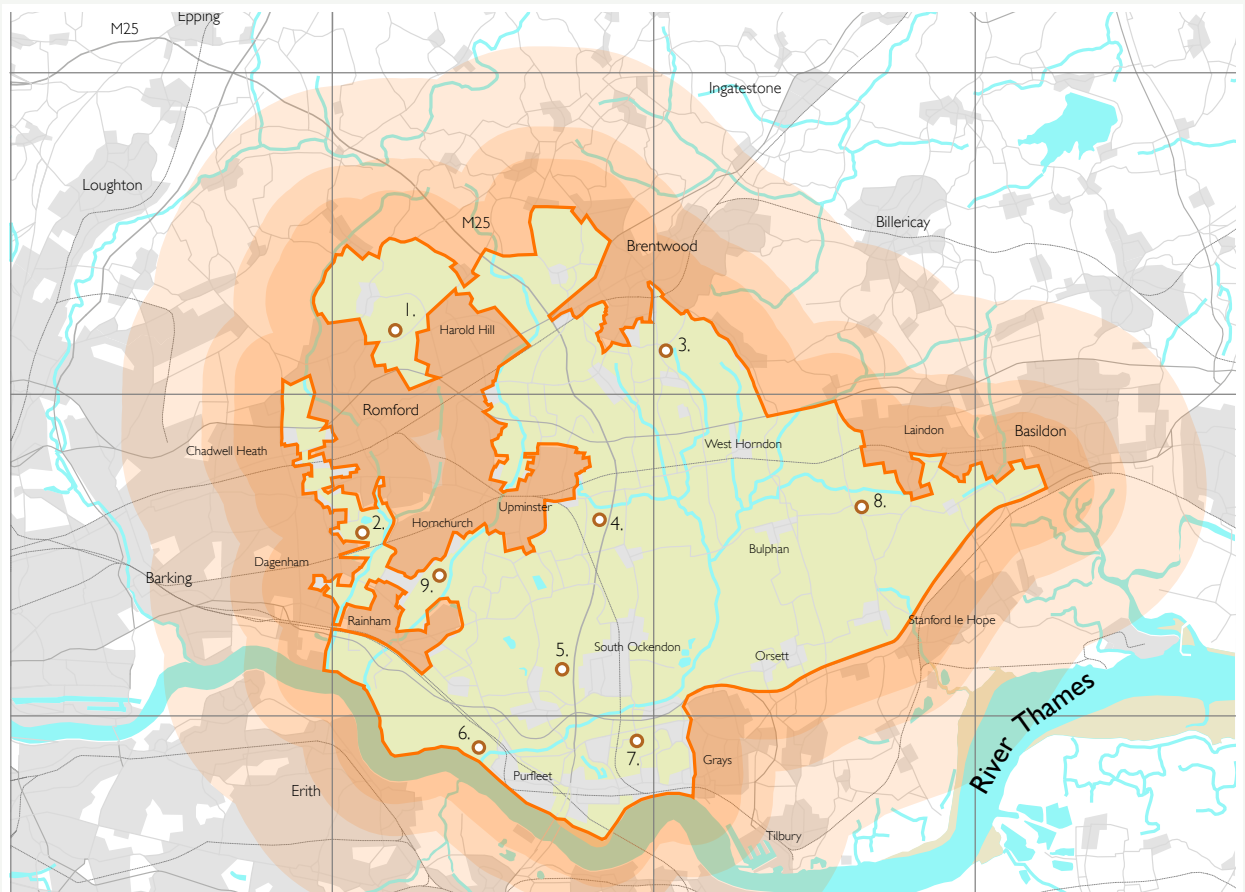 Epping
M25
Ingatestone
Loughton
M25
Billericay
Brentwood
1.
Harold Hill
3.
Romford
Laindon
Basildon
West Horndon
Chadwell Heath
8.
Upminster
2.
Hornchurch
4.
Bulphan
Dagenham
Barking
9.
Rainham
Stanford le Hope
South Ockendon
Orsett
5.
River Thames
6.
7.
Grays
Purfleet
Erith
Tilbury